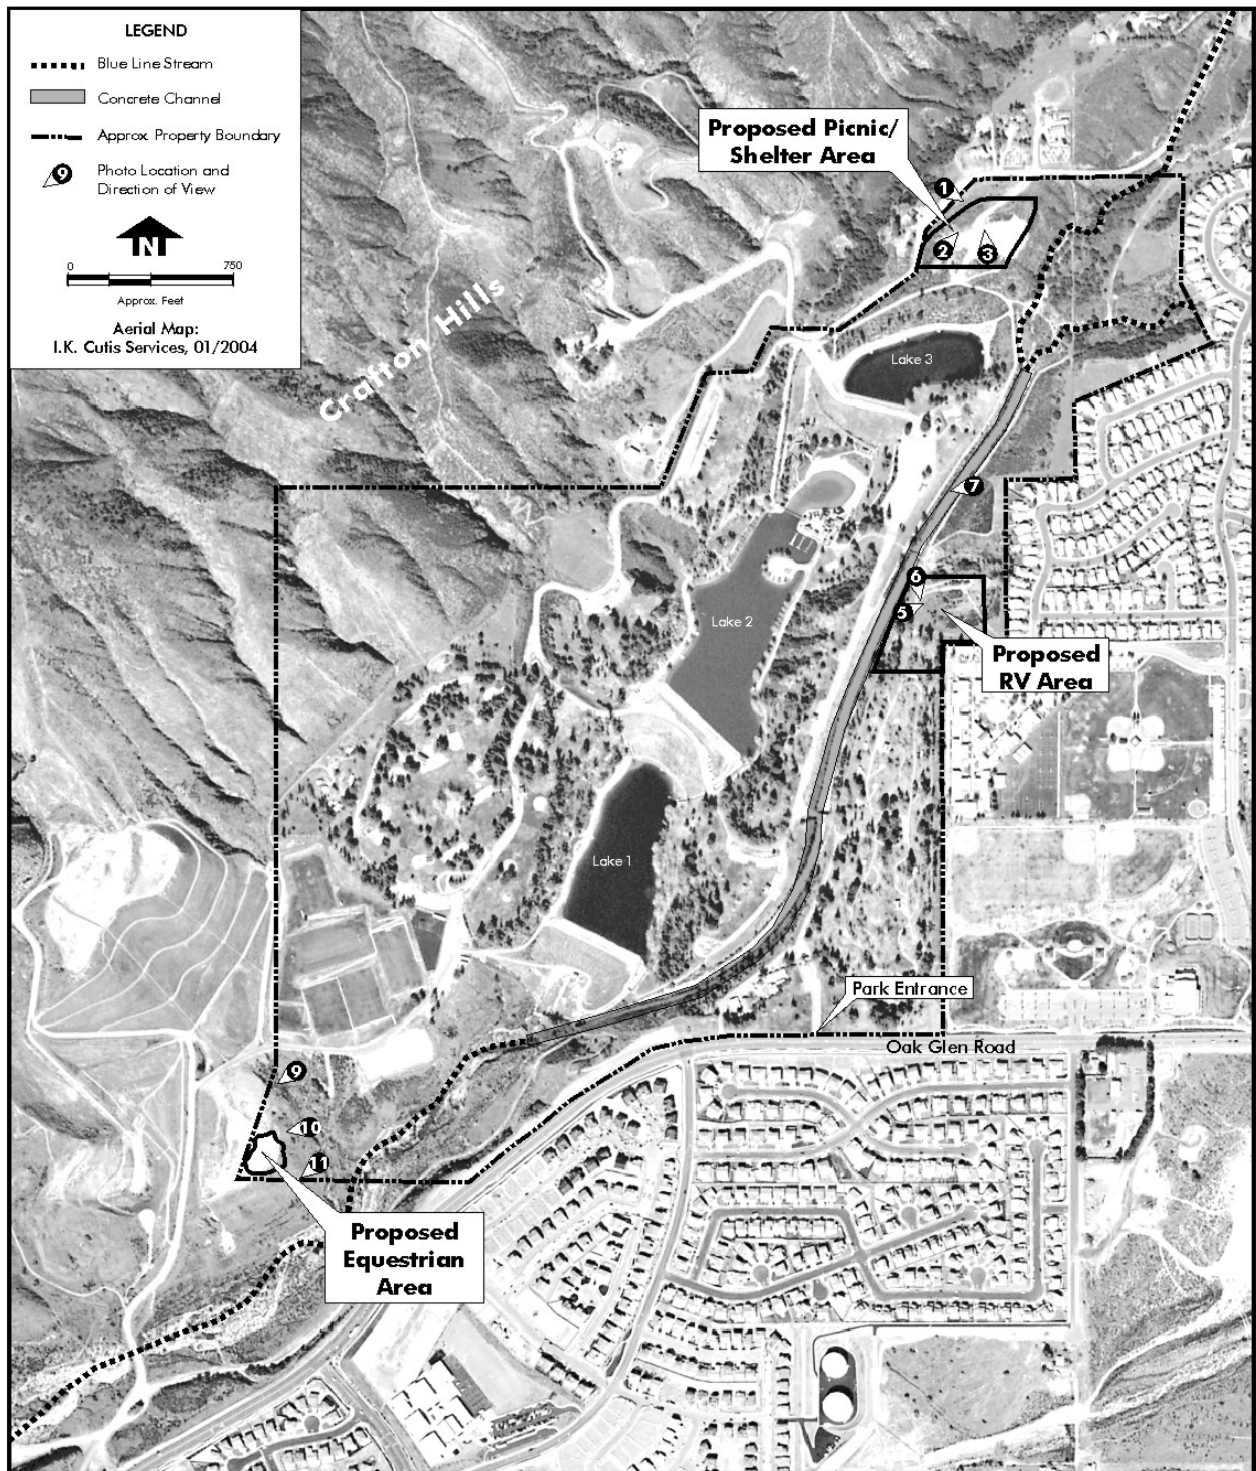 LEGEND
Blue Line Stream
Concrete Channel
Approx. Property Boundary
9
Photo Location and
Direction of View
N
0 750
Approx. Feet
Aerial Map:
I.K. Cutis Services, 01/2004
Proposed Picnic/
Shelter Area
1
2
3
Crafton Hills
Lake 3
7
6
5
Lake 2
Proposed
RV Area
Lake 1
Park Entrance
Oak Glen Road
9
10
11
Proposed
Equestrian
Area